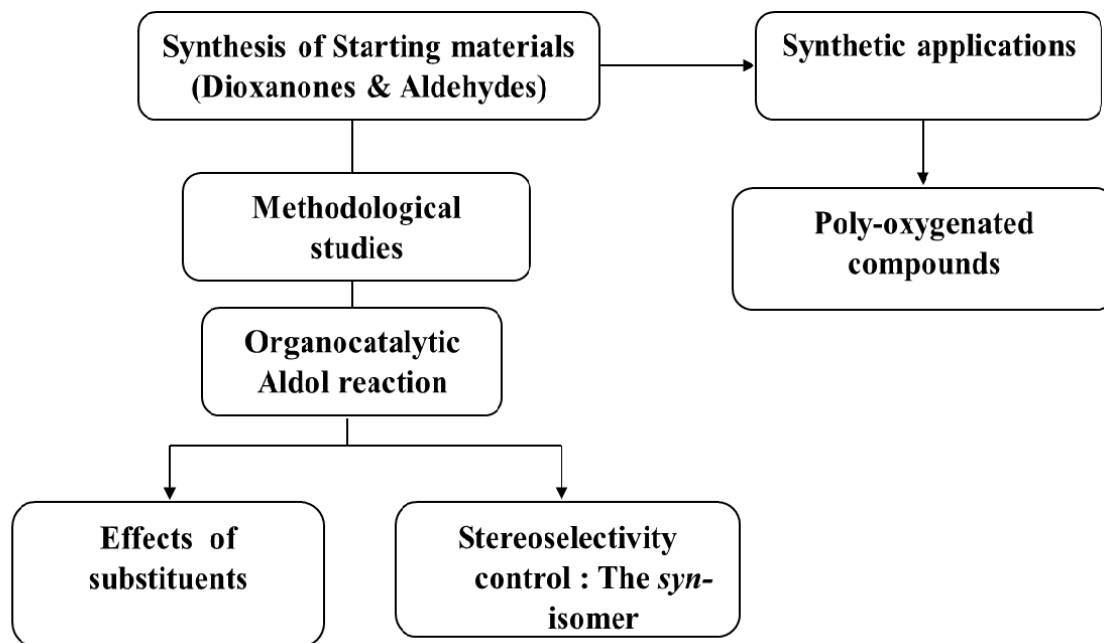 Synthesis of Starting materials
(Dioxanones & Aldehydes)
Synthetic applications
Methodological
studies
Poly-oxygenated
compounds
Organocatalytic
Aldol reaction
Effects of
substituents
Stereoselectivity
control : The syn-
isomer